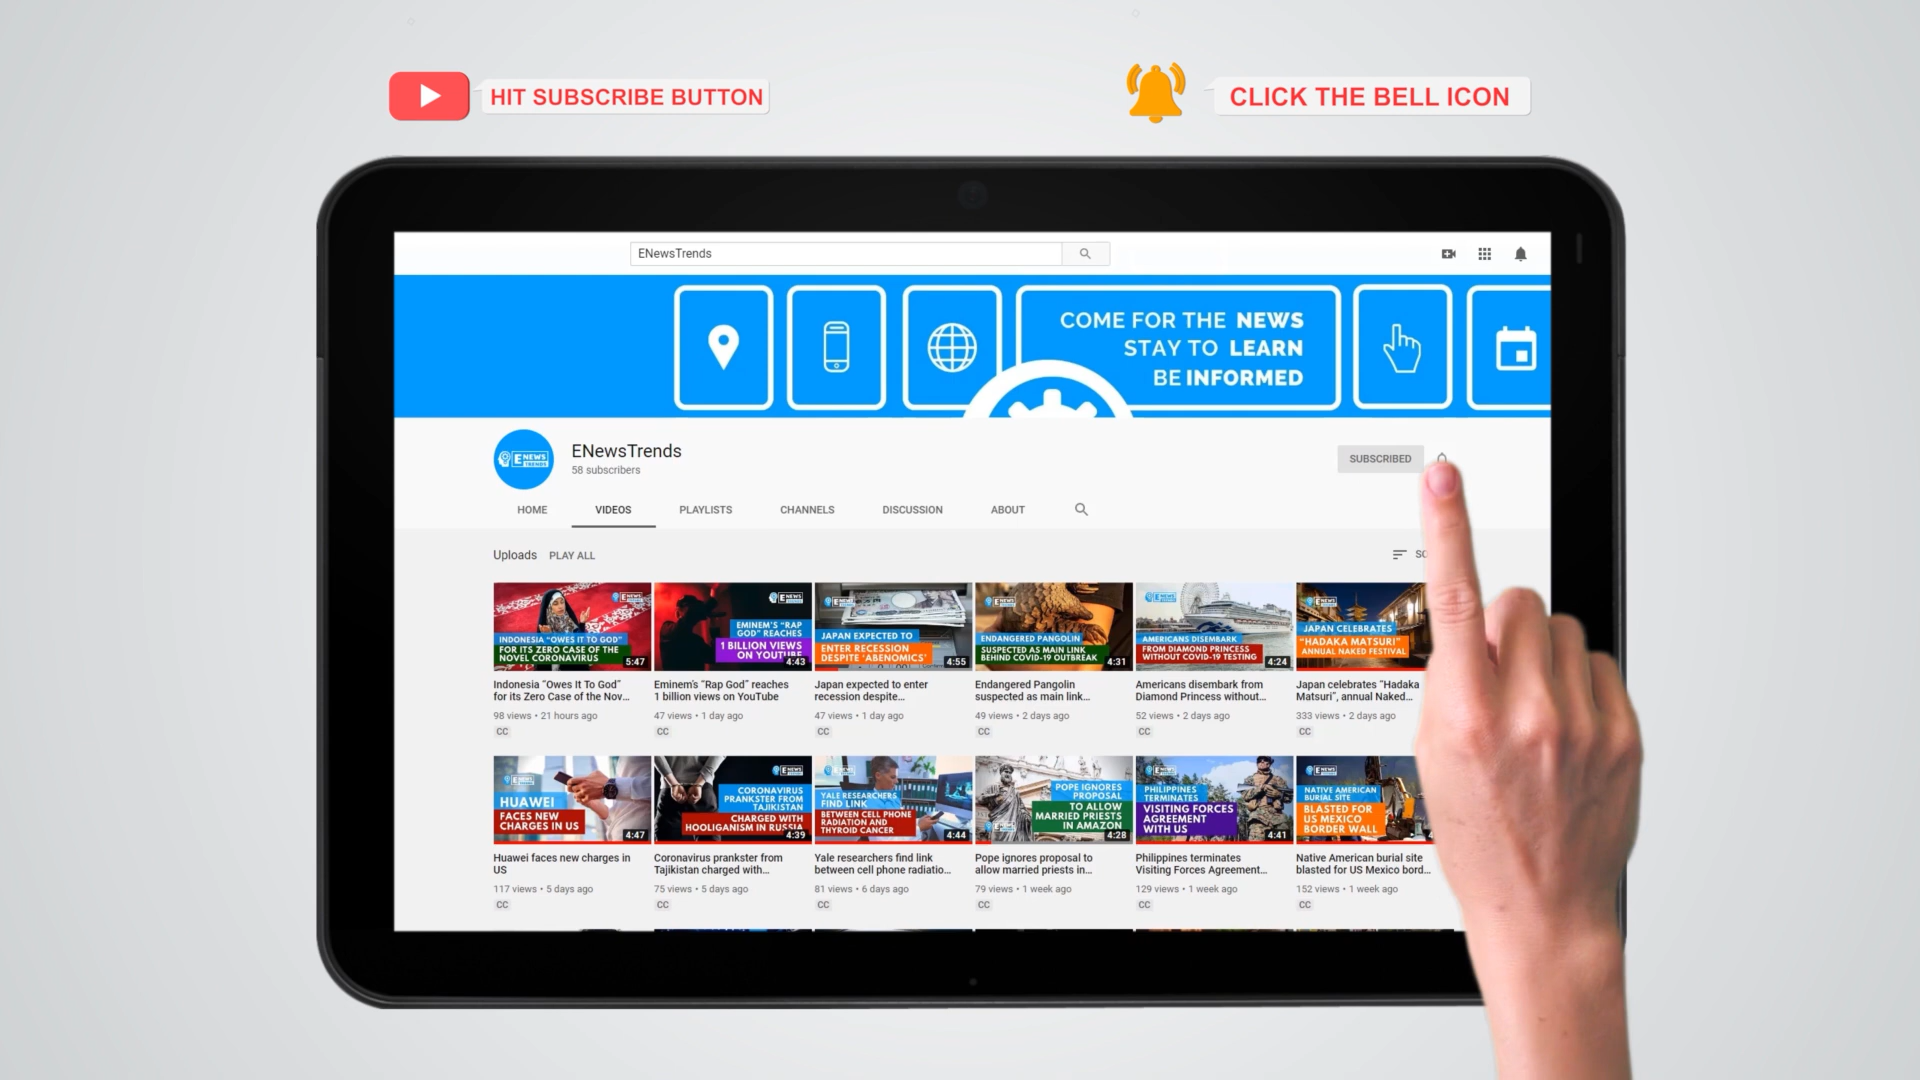 HIT SUBSCRIBE BUTTON
CLICK THE BELL ICON
ENewsTrends
COME FOR THE NEWS
STAY TO LEARN
BE INFORMED
E NEWS
TRENDS
ENewsTrends
58 subscribers
SUBSCRIBED
HOME VIDEOS PLAYLISTS CHANNELS DISCUSSION ABOUT
Uploads PLAY ALL
INDONESIA "OWES IT TO GOD"
FOR ITS ZERO CASE OF THE
NOVEL CORONAVIRUS
5:47
EMINEM'S "RAP
GOD" REACHES
1 BILLION VIEWS
ON YOUTUBE
4:43
JAPAN EXPECTED TO
ENTER RECESSION
DESPITE 'ABENOMICS'
4:55
ENDANGERED PANGOLIN
SUSPECTED AS MAIN LINK
BEHIND COVID-19 OUTBREAK
4:31
AMERICANS DISEMBARK
FROM DIAMOND PRINCESS
WITHOUT COVID-19 TESTING
4:24
JAPAN CELEBRATES
"HADAKA MATSURI"
ANNUAL NAKED FESTIVAL
Indonesia "Owes It To God"
for its Zero Case of the Nov...
98 views • 21 hours ago
CC
Eminem's "Rap God" reaches
1 billion views on YouTube
47 views • 1 day ago
CC
Japan expected to enter
recession despite...
47 views • 1 day ago
CC
Endangered Pangolin
suspected as main link...
49 views • 2 days ago
CC
Americans disembark from
Diamond Princess without...
52 views • 2 days ago
CC
Japan celebrates "Hadaka
Matsuri", annual Naked...
333 views • 2 days ago
CC
HUAWEI
FACES NEW
CHARGES IN US
4:47
CORONAVIRUS
PRANKSTER FROM
TAJIKISTAN
CHARGED WITH
HOOLIGANISM IN RUSSIA
4:39
YALE RESEARCHERS
FIND LINK
BETWEEN CELL PHONE
RADIATION AND
THYROID CANCER
4:44
POPE IGNORES
PROPOSAL
TO ALLOW
MARRIED PRIESTS
IN AMAZON
4:28
PHILIPPINES
TERMINATES
VISITING FORCES
AGREEMENT
WITH US
4:41
NATIVE AMERICAN
BURIAL SITE
BLASTED FOR
US MEXICO
BORDER WALL
Huawei faces new charges in
US
117 views • 5 days ago
CC
Coronavirus prankster from
Tajikistan charged with...
75 views • 5 days ago
CC
Yale researchers find link
between cell phone radiatio...
81 views • 6 days ago
CC
Pope ignores proposal to
allow married priests in...
79 views • 1 week ago
CC
Philippines terminates
Visiting Forces Agreement...
129 views • 1 week ago
CC
Native American burial site
blasted for US Mexico bord...
152 views • 1 week ago
CC